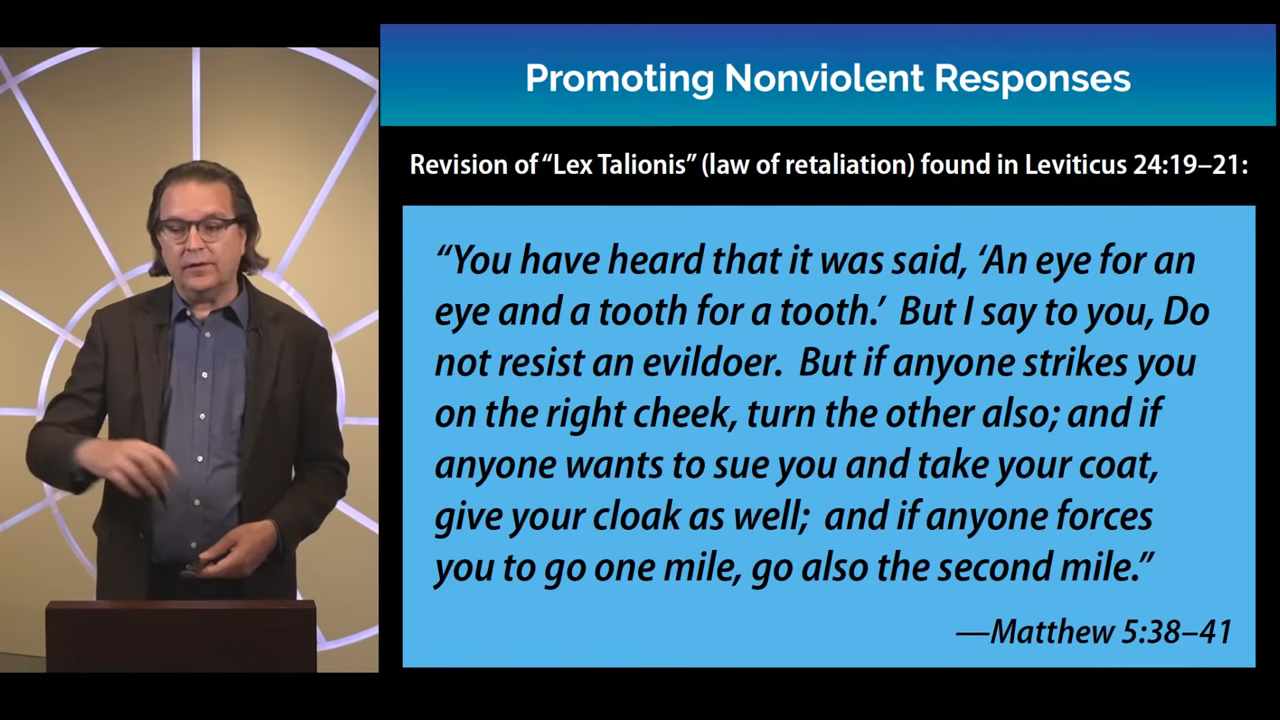 Promoting Nonviolent Responses
Revision of “Lex Talionis” (law of retaliation) found in Leviticus 24:19–21:
“You have heard that it was said, ‘An eye for an
eye and a tooth for a tooth.’ But I say to you, Do
not resist an evildoer. But if anyone strikes you
on the right cheek, turn the other also; and if
anyone wants to sue you and take your coat,
give your cloak as well; and if anyone forces
you to go one mile, go also the second mile.”
—Matthew 5:38–41